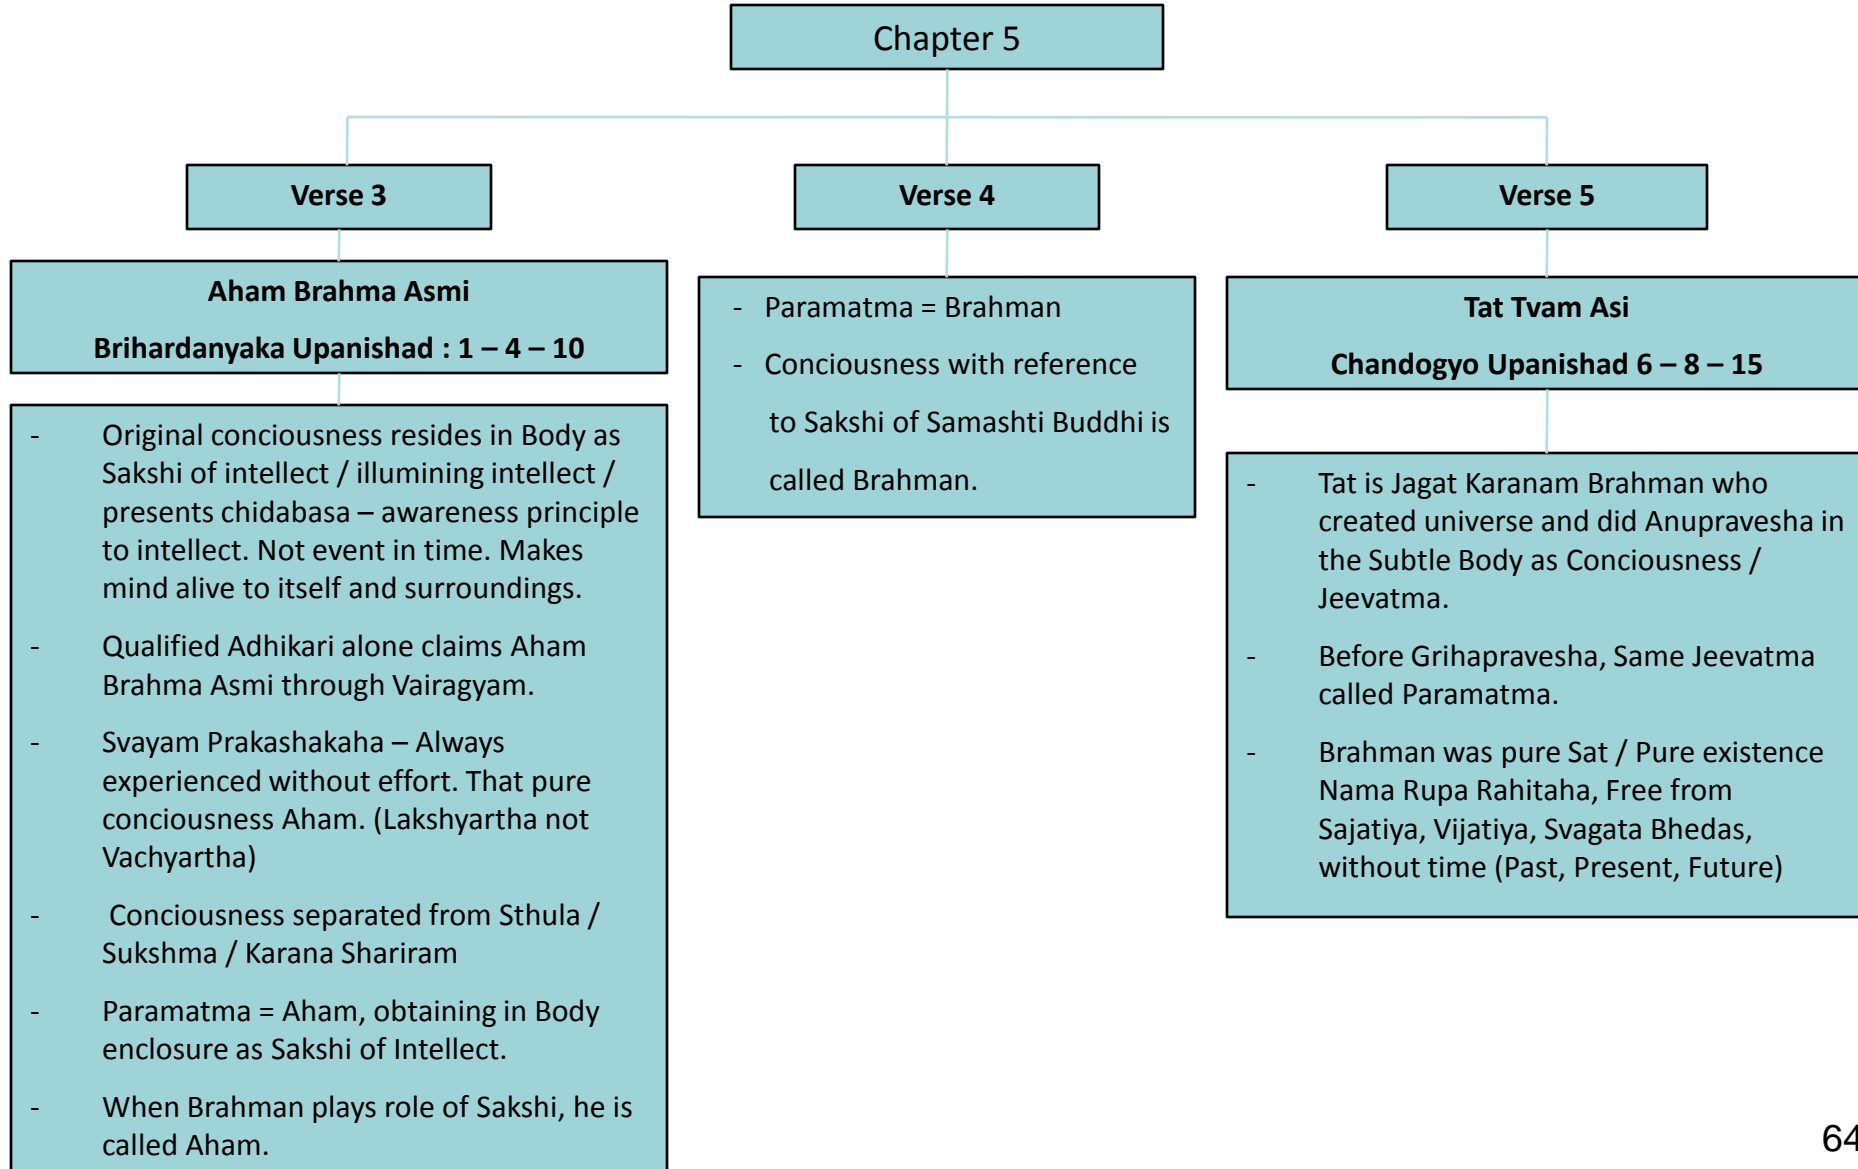 Chapter 5
Verse 3
Aham Brahma Asmi
Brihardanyaka Upanishad : 1 – 4 – 10
- Original conciousness resides in Body as
Sakshi of intellect / illumining intellect /
presents chidabasa – awareness principle
to intellect. Not event in time. Makes
mind alive to itself and surroundings.
- Qualified Adhikari alone claims Aham
Brahma Asmi through Vairagyam.
- Svayam Prakashakaha – Always
experienced without effort. That pure
conciousness Aham. (Lakshyartha not
Vachyartha)
- Conciousness separated from Sthula /
Sukshma / Karana Shariram
- Paramatma = Aham, obtaining in Body
enclosure as Sakshi of Intellect.
- When Brahman plays role of Sakshi, he is
called Aham.
Verse 4
- Paramatma = Brahman
- Conciousness with reference
to Sakshi of Samashti Buddhi is
called Brahman.
Verse 5
Tat Tvam Asi
Chandogyo Upanishad 6 – 8 – 15
- Tat is Jagat Karanam Brahman who
created universe and did Anupravesha in
the Subtle Body as Conciousness /
Jeevatma.
- Before Grihapravesha, Same Jeevatma
called Paramatma.
- Brahman was pure Sat / Pure existence
Nama Rupa Rahitaha, Free from
Sajatiya, Vijatiya, Svagata Bhedas,
without time (Past, Present, Future)
64